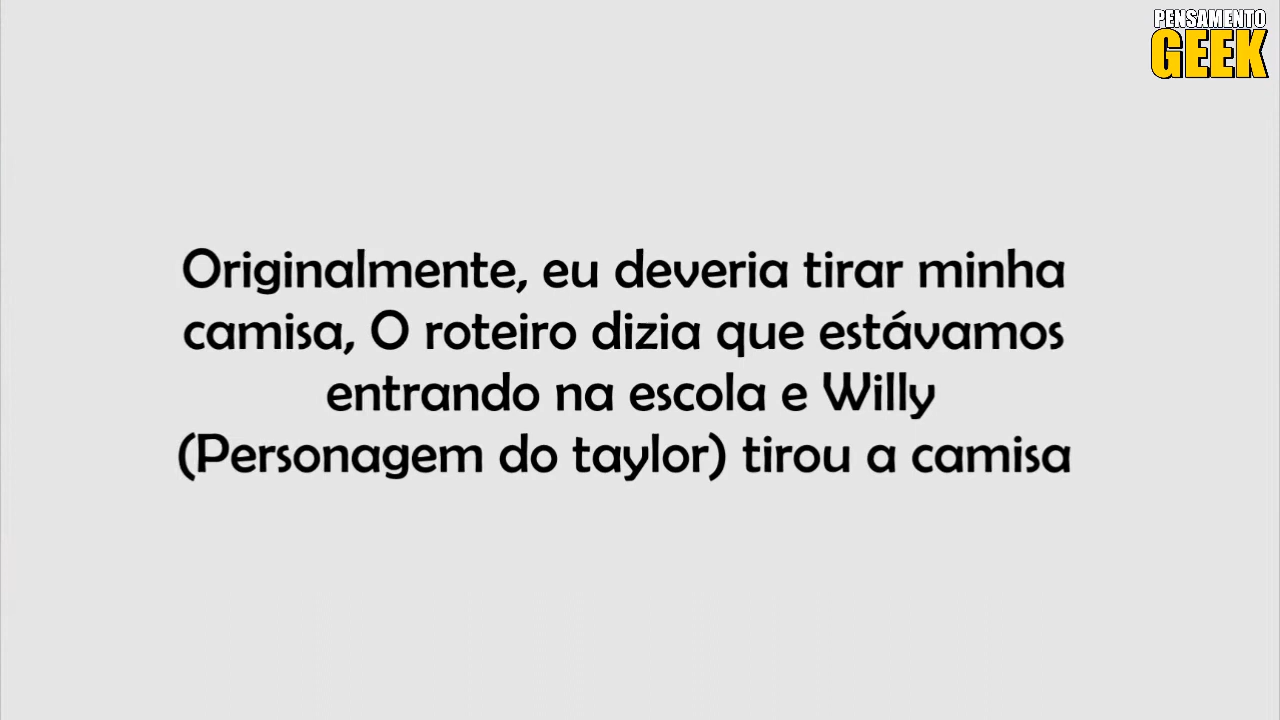 PENSAMENTO
GEEK
Originalmente, eu deveria tirar minha
camisa, O roteiro dizia que estávamos
entrando na escola e Willy
(Personagem do taylor) tirou a camisa